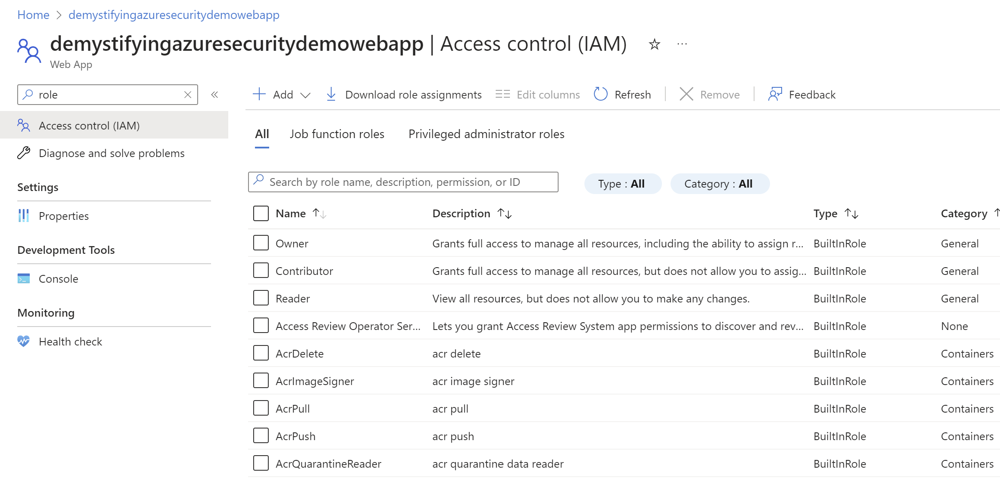 Home > demystifyingazuresecuritydemowebapp
demystifyingazuresecuritydemowebapp | Access control (IAM)
Web App
role
Access control (IAM)
Diagnose and solve problems
Settings
Properties
Development Tools
Console
Monitoring
Health check
Add Download role assignments Edit columns Refresh Remove Feedback
All Job function roles Privileged administrator roles
Search by role name, description, permission, or ID Type : All Category : All
Name Description Type Category
Owner Grants full access to manage all resources, including the ability to assign r... BuiltInRole General
Contributor Grants full access to manage all resources, but does not allow you to assig... BuiltInRole General
Reader View all resources, but does not allow you to make any changes. BuiltInRole General
Access Review Operator Ser... Lets you grant Access Review System app permissions to discover and rev... BuiltInRole None
AcrDelete acr delete BuiltInRole Containers
AcrImageSigner acr image signer BuiltInRole Containers
AcrPull acr pull BuiltInRole Containers
AcrPush acr push BuiltInRole Containers
AcrQuarantineReader acr quarantine data reader BuiltInRole Containers